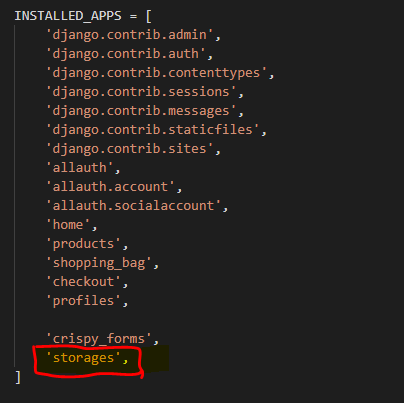 INSTALLED_APPS = [
'django.contrib.admin',
'django.contrib.auth',
'django.contrib.contenttypes',
'django.contrib.sessions',
'django.contrib.messages',
'django.contrib.staticfiles',
'django.contrib.sites',
'allauth',
'allauth.account',
'allauth.socialaccount',
'home',
'products',
'shopping_bag',
'checkout',
'profiles',
'crispy_forms',
'storages',
]